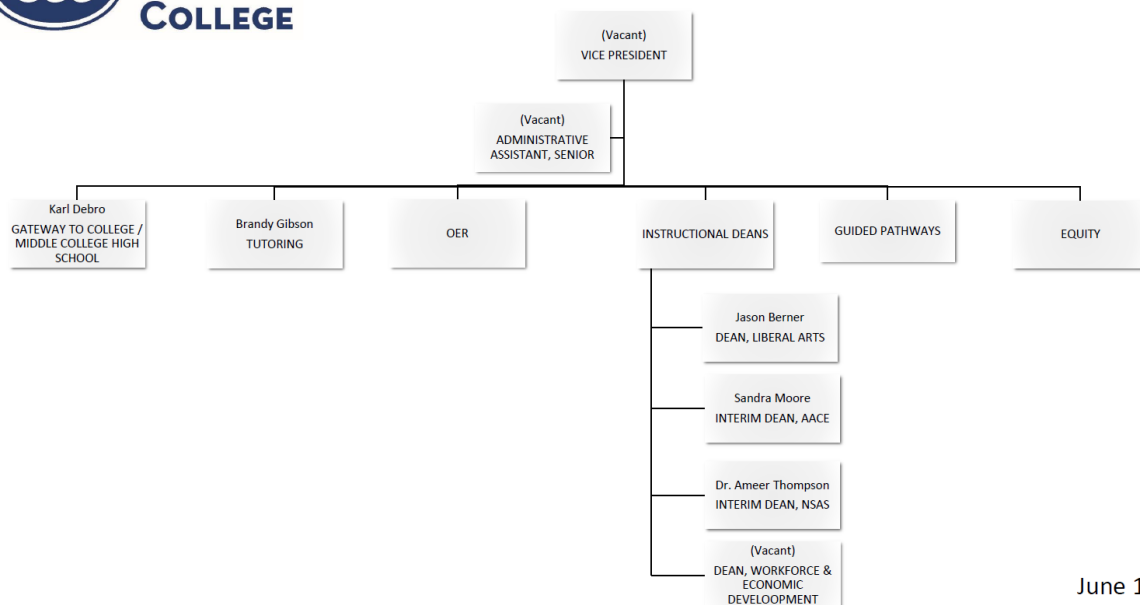 COLLEGE
(Vacant)
VICE PRESIDENT
(Vacant)
ADMINISTRATIVE
ASSISTANT, SENIOR
Karl Debro
GATEWAY TO COLLEGE /
MIDDLE COLLEGE HIGH
SCHOOL
Brandy Gibson
TUTORING
OER
INSTRUCTIONAL DEANS
GUIDED PATHWAYS
EQUITY
Jason Berner
DEAN, LIBERAL ARTS
Sandra Moore
INTERIM DEAN, AACE
Dr. Ameer Thompson
INTERIM DEAN, NSAS
(Vacant)
DEAN, WORKFORCE &
ECONOMIC
DEVELOOPMENT
June 1